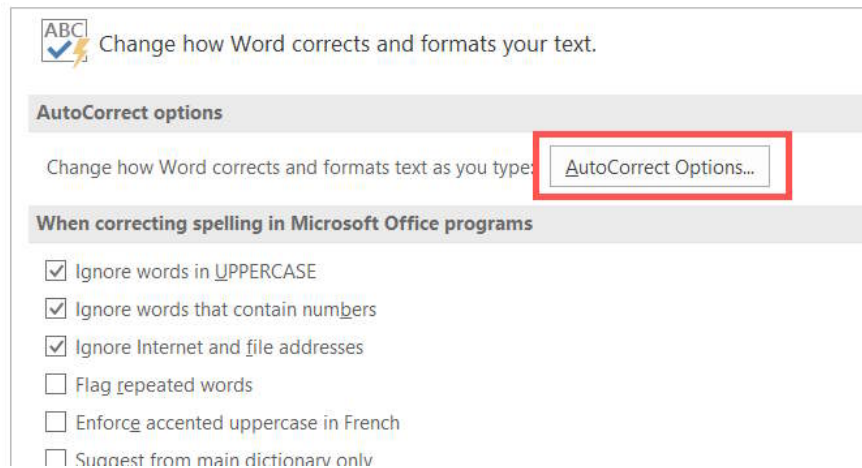 ABC
Change how Word corrects and formats your text.
AutoCorrect options
Change how Word corrects and formats text as you type: AutoCorrect Options...
When correcting spelling in Microsoft Office programs
Ignore words in UPPERCASE
Ignore words that contain numbers
Ignore Internet and file addresses
Flag repeated words
Enforce accented uppercase in French
Suggest from main dictionary only